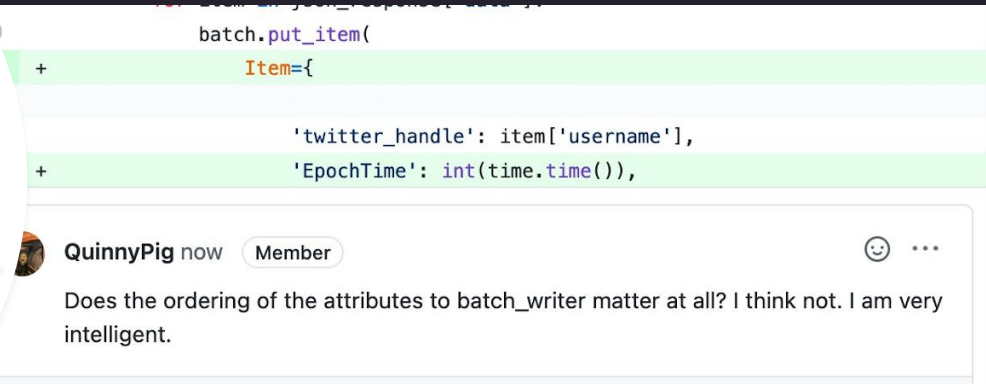 batch.put_item(
+ Item={
'twitter_handle': item['username'],
+ 'EpochTime': int(time.time()),
QuinnyPig now Member
Does the ordering of the attributes to batch_writer matter at all? I think not. I am very
intelligent.